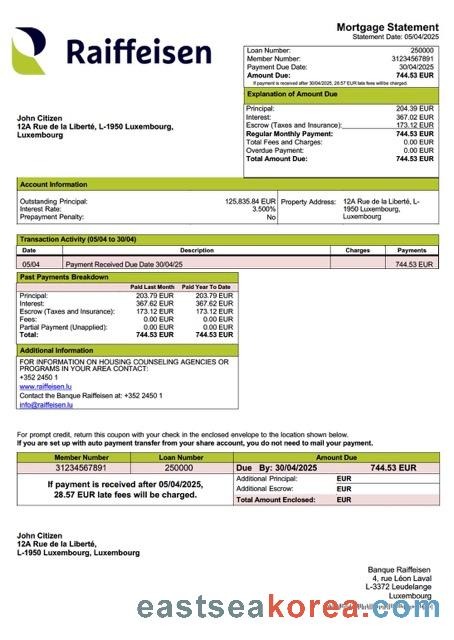 Mortgage Statement
Statement Date: 05/04/2025
Raiffeisen
Loan Number: 250000
Member Number: 31234567891
Payment Due Date: 30/04/2025
Amount Due: 744.53 EUR
If payment is received after 30/04/2025, 28.57 EUR late fees will be charged.
Explanation of Amount Due
Principal: 204.39 EUR
Interest: 367.02 EUR
Escrow (Taxes and Insurance): 173.12 EUR
Regular Monthly Payment: 744.53 EUR
Total Fees and Charges: 0.00 EUR
Overdue Payment: 0.00 EUR
Total Amount Due: 744.53 EUR
John Citizen
12A Rue de la Liberté, L-1950 Luxembourg,
Luxembourg
Account Information
Outstanding Principal: 125,835.84 EUR
Interest Rate: 3.500%
Prepayment Penalty: No
Property Address: 12A Rue de la Liberté, L-
1950 Luxembourg,
Luxembourg
Transaction Activity (05/04 to 30/04)
Date Description Charges Payments
05/04 Payment Received Due Date 30/04/25 744.53 EUR
Past Payments Breakdown
Paid Last Month Paid Year To Date
Principal: 203.79 EUR 203.79 EUR
Interest: 367.62 EUR 367.62 EUR
Escrow (Taxes and Insurance): 173.12 EUR 173.12 EUR
Fees: 0.00 EUR 0.00 EUR
Partial Payment (Unapplied): 0.00 EUR 0.00 EUR
Total: 744.53 EUR 744.53 EUR
Additional Information
FOR INFORMATION ON HOUSING COUNSELING AGENCIES OR
PROGRAMS IN YOUR AREA CONTACT:
+352 2450 1
www.raiffeisen.lu
Contact the Banque Raiffeisen at: +352 2450 1
info@raiffeisen.lu
For prompt credit, return this coupon with your check in the enclosed envelope to the location shown below.
If you are set up with auto payment transfer from your share account, you do not need to mail your payment.
Member Number Loan Number Amount Due
31234567891 250000 Due By: 30/04/2025 744.53 EUR
If payment is received after 05/04/2025,
28.57 EUR late fees will be charged.
Additional Principal: EUR
Additional Escrow: EUR
Total Amount Enclosed: EUR
John Citizen
12A Rue de la Liberté,
L-1950 Luxembourg, Luxembourg
Banque Raiffeisen
4, rue Léon Laval
L-3372 Leudelange
Luxembourg
eastseakorea.com